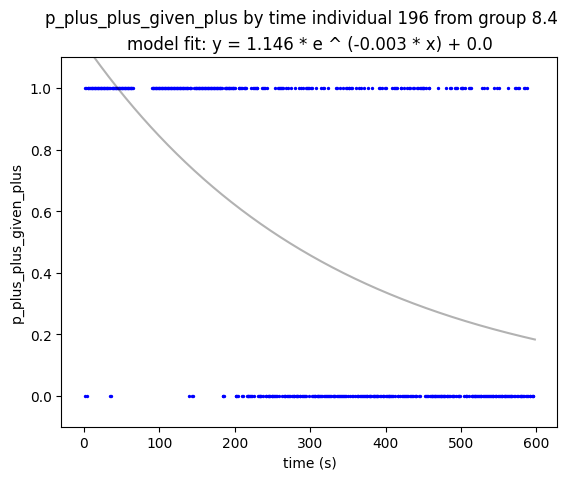 p_plus_plus_given_plus by time individual 196 from group 8.4
model fit: y = 1.146 * e ^ (-0.003 * x) + 0.0
1.0
0.8
0.6
0.4
0.2
0.0
p_plus_plus_given_plus
0 100 200 300 400 500 600
time (s)